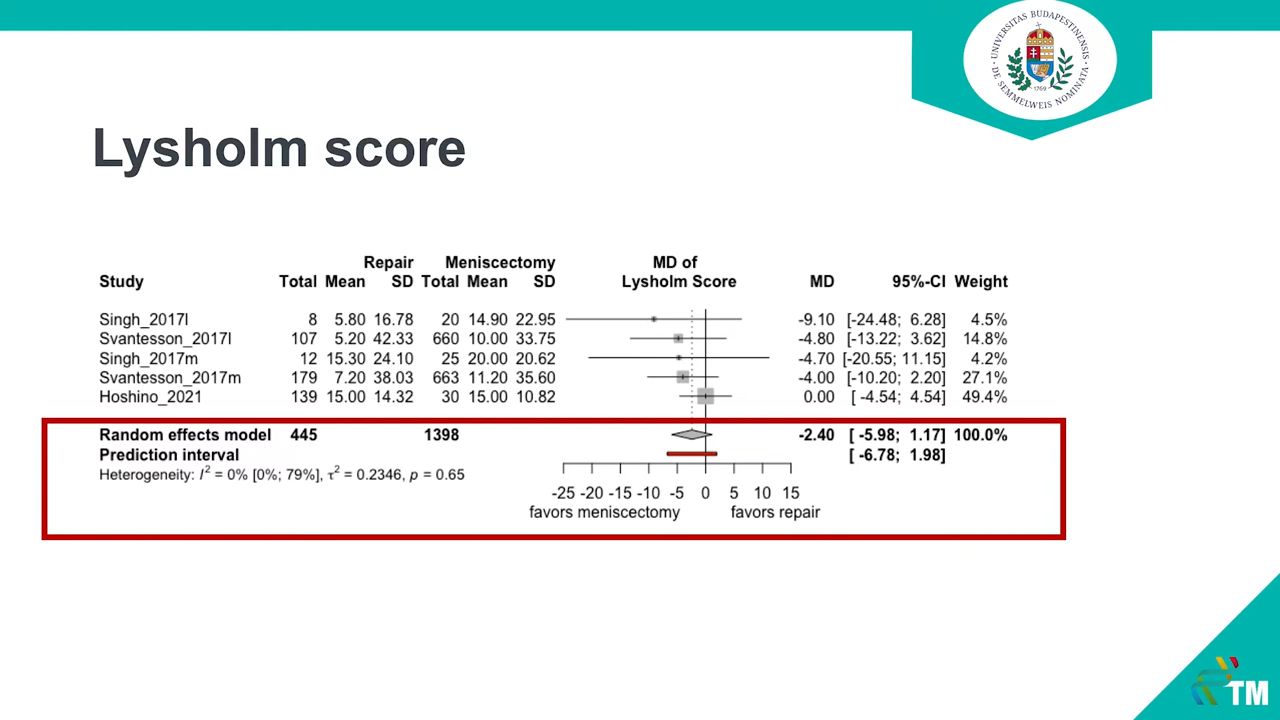 UNIVERSITAS BUDAPESTINENSIS
DE SEMMELWEIS NOMINATA
1769
Lysholm score
Repair Meniscectomy MD of
Study Total Mean SD Total Mean SD Lysholm Score MD 95%-CI Weight
Singh_2017l 8 5.80 16.78 20 14.90 22.95 -9.10 [-24.48; 6.28] 4.5%
Svantesson_2017l 107 5.20 42.33 660 10.00 33.75 -4.80 [-13.22; 3.62] 14.8%
Singh_2017m 12 15.30 24.10 25 20.00 20.62 -4.70 [-20.55; 11.15] 4.2%
Svantesson_2017m 179 7.20 38.03 663 11.20 35.60 -4.00 [-10.20; 2.20] 27.1%
Hoshino_2021 139 15.00 14.32 30 15.00 10.82 0.00 [ -4.54; 4.54] 49.4%
Random effects model 445 1398 -2.40 [ -5.98; 1.17] 100.0%
Prediction interval [ -6.78; 1.98]
Heterogeneity: I² = 0% [0%; 79%], τ² = 0.2346, p = 0.65
-25 -20 -15 -10 -5 0 5 10 15
favors meniscectomy favors repair
TM